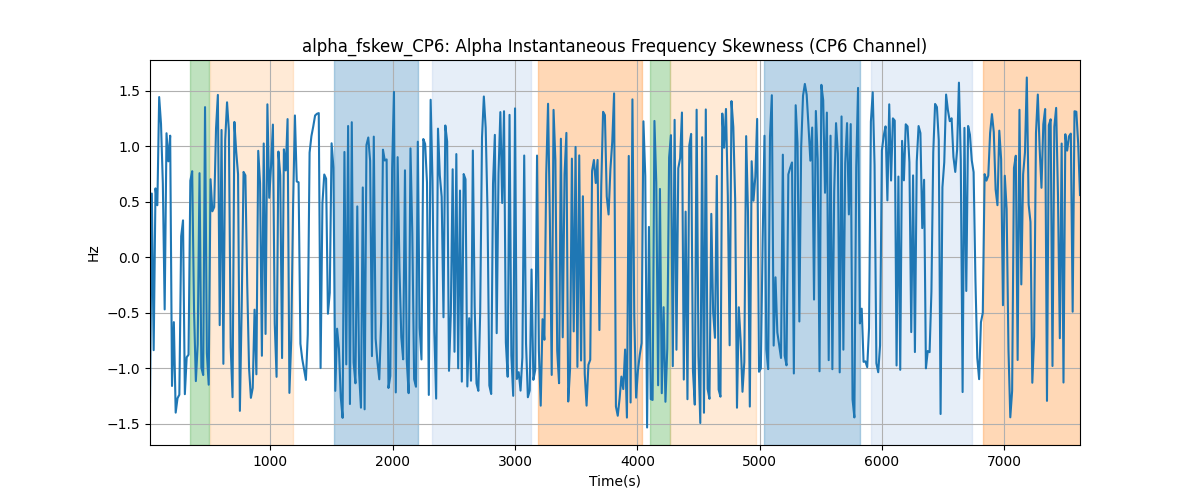 alpha_fskew_CP6: Alpha Instantaneous Frequency Skewness (CP6 Channel)
1.5
1.0
0.5
0.0
−0.5
−1.0
−1.5
Hz
1000 2000 3000 4000 5000 6000 7000
Time(s)